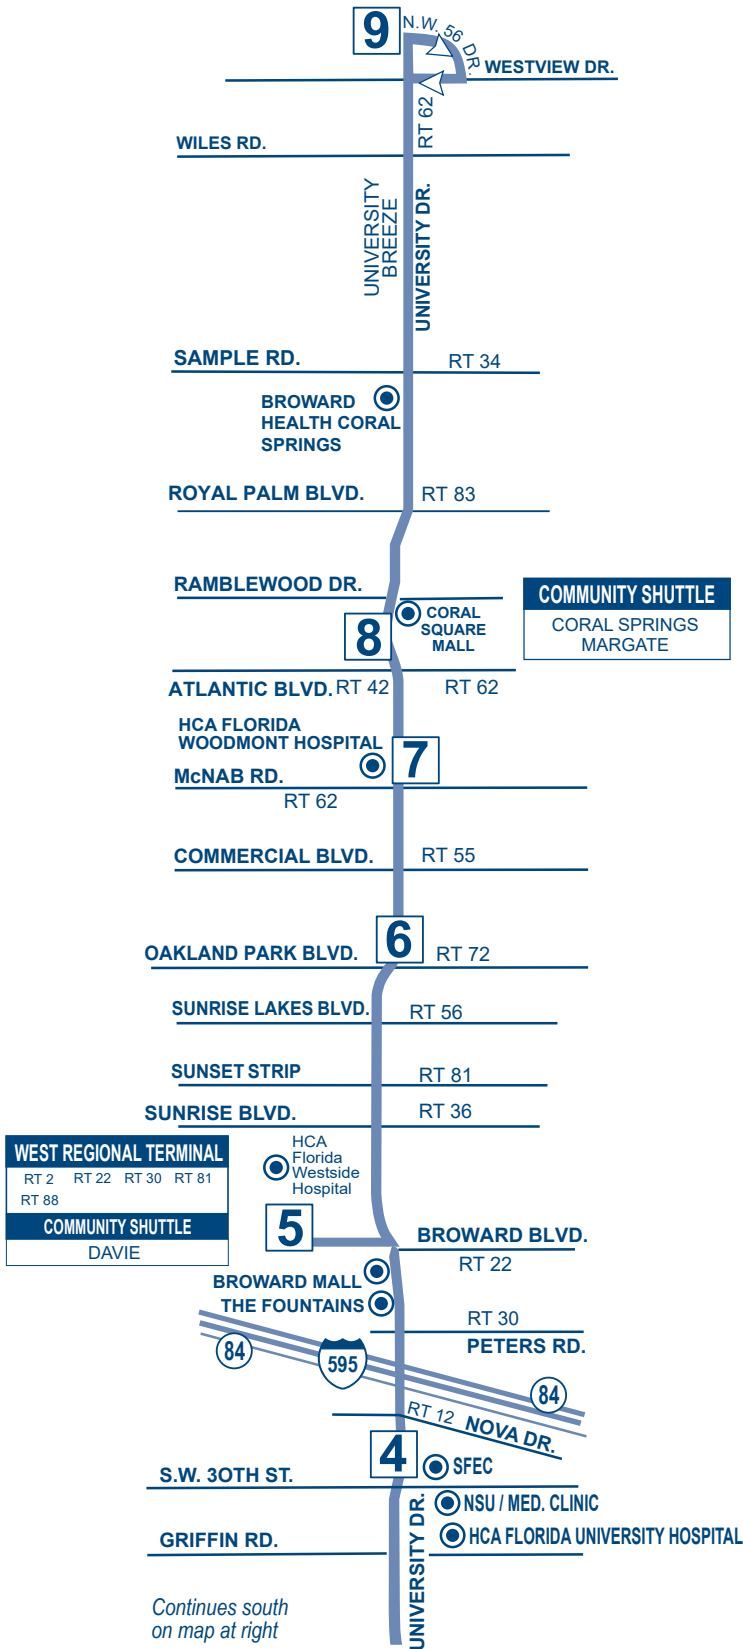 9
N.W. 56 DR.
WESTVIEW DR.
RT 62
WILES RD.
UNIVERSITY
BREEZE
UNIVERSITY DR.
SAMPLE RD.
RT 34
BROWARD
HEALTH CORAL
SPRINGS
ROYAL PALM BLVD.
RT 83
RAMBLEWOOD DR.
COMMUNITY SHUTTLE
CORAL SPRINGS
MARGATE
8
CORAL
SQUARE
MALL
ATLANTIC BLVD.
RT 42
RT 62
HCA FLORIDA
WOODMONT HOSPITAL
7
McNAB RD.
RT 62
COMMERCIAL BLVD.
RT 55
6
OAKLAND PARK BLVD.
RT 72
SUNRISE LAKES BLVD.
RT 56
SUNSET STRIP
RT 81
SUNRISE BLVD.
RT 36
WEST REGIONAL TERMINAL
RT 2 RT 22 RT 30 RT 81
RT 88
COMMUNITY SHUTTLE
DAVIE
HCA
Florida
Westside
Hospital
5
BROWARD BLVD.
RT 22
BROWARD MALL
THE FOUNTAINS
RT 30
PETERS RD.
84
595
84
RT 12
NOVA DR.
4
SFEC
S.W. 3OTH ST.
NSU / MED. CLINIC
HCA FLORIDA UNIVERSITY HOSPITAL
GRIFFIN RD.
UNIVERSITY DR.
Continues south
on map at right